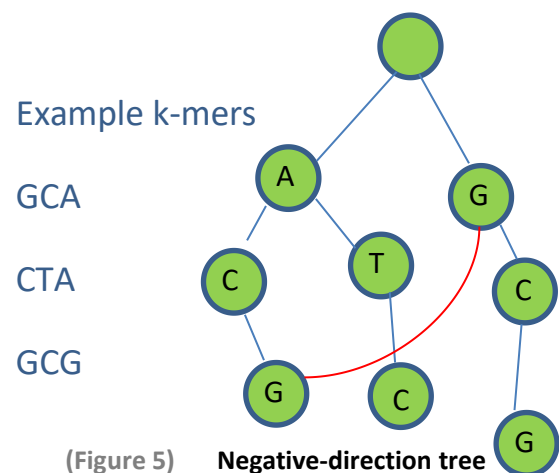 Example k-mers
A
GCA
G
T
CTA
C
C
GCG
G
C
G
(Figure 5) Negative-direction tree